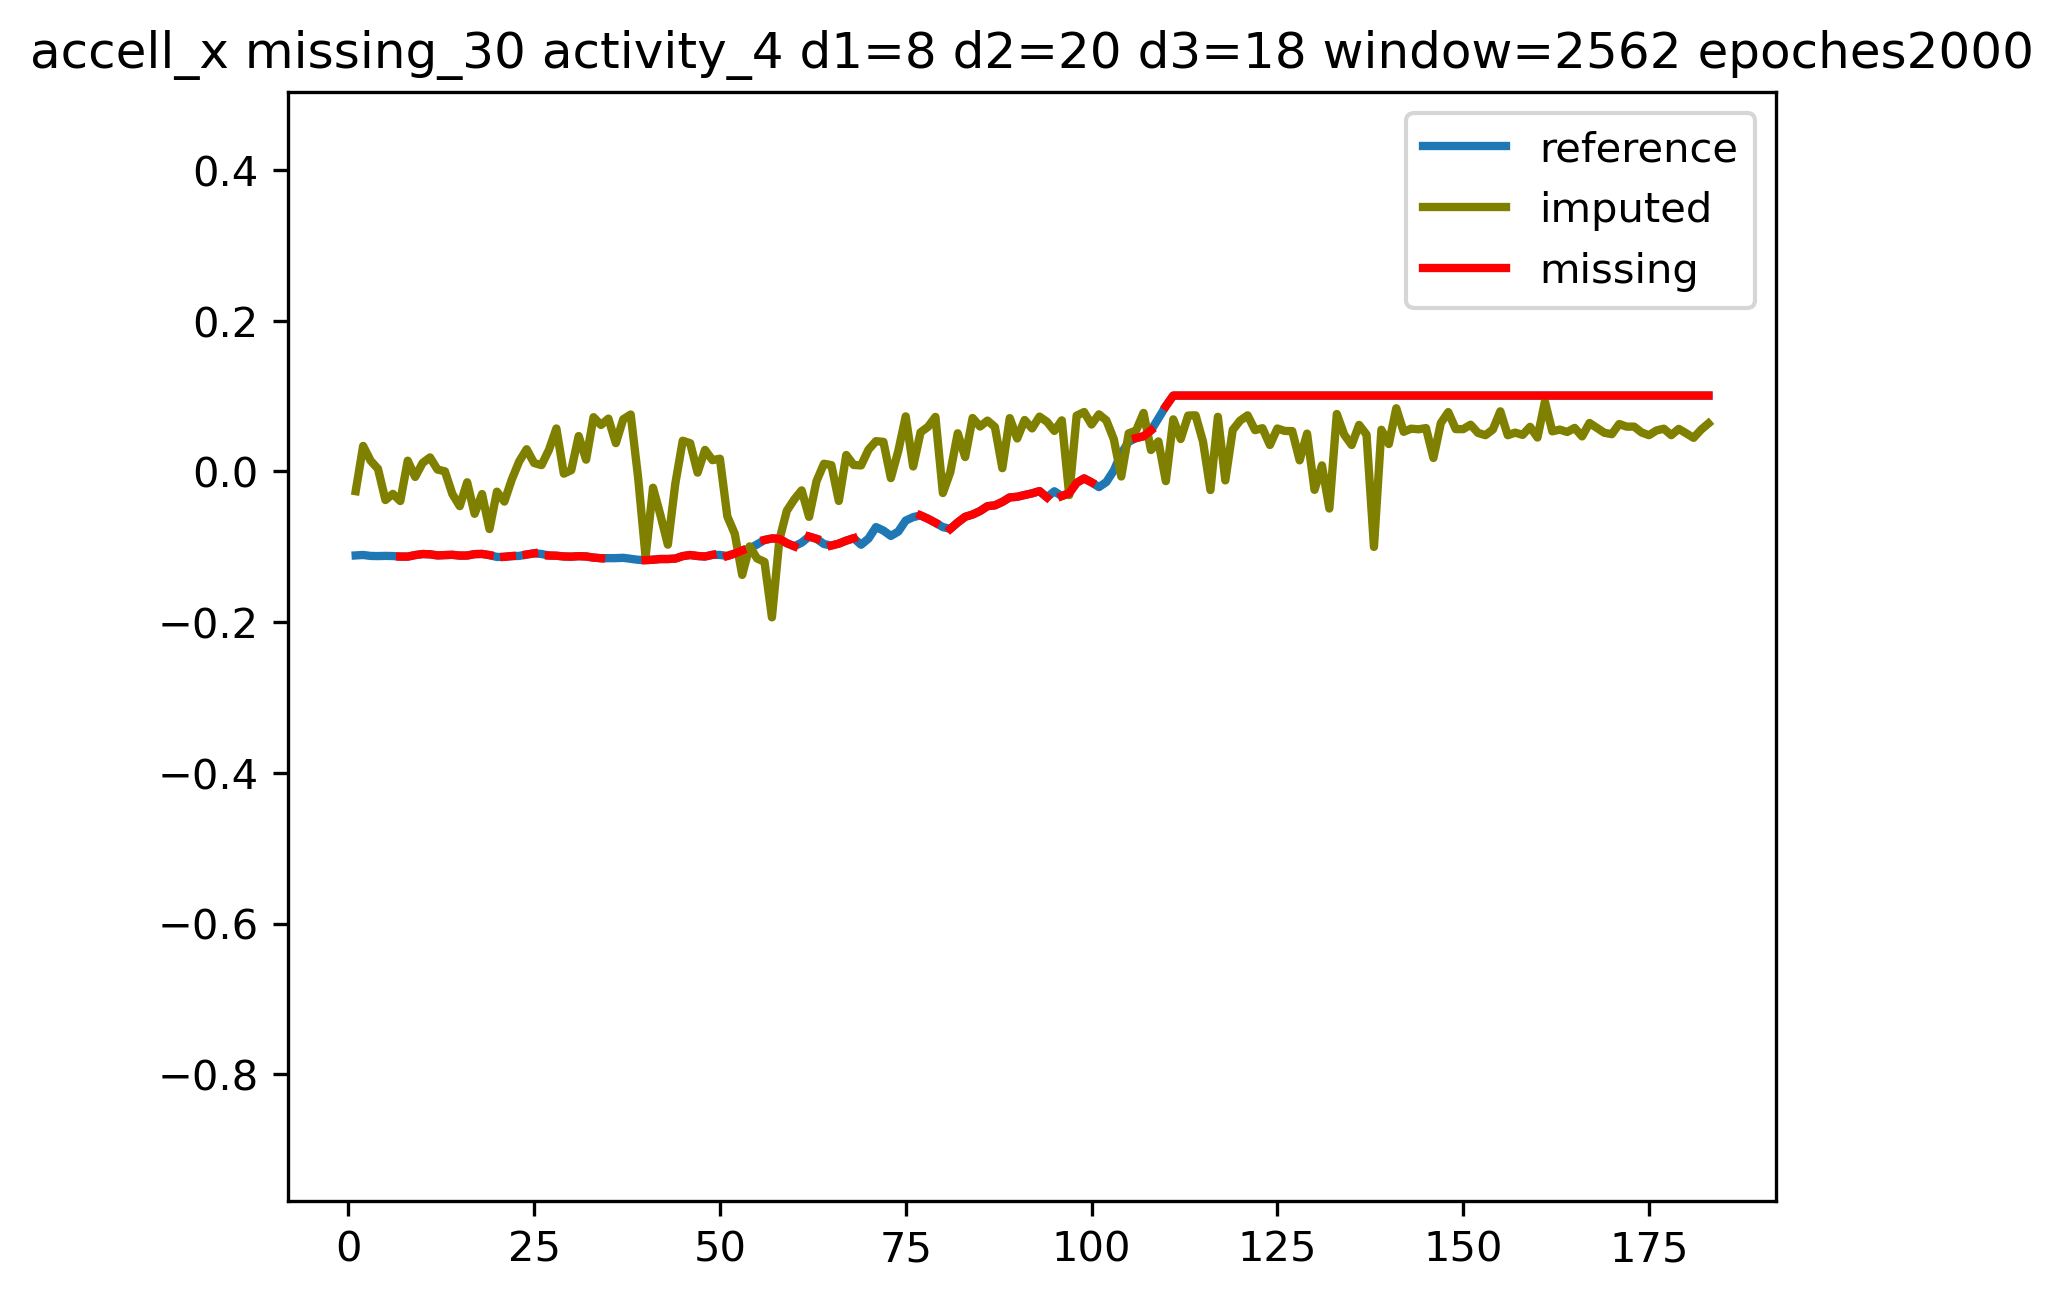 accell_x missing_30 activity_4 d1=8 d2=20 d3=18 window=2562 epoches2000
reference
imputed
missing
0.4
0.2
0.0
−0.2
−0.4
−0.6
−0.8
0 25 50 75 100 125 150 175